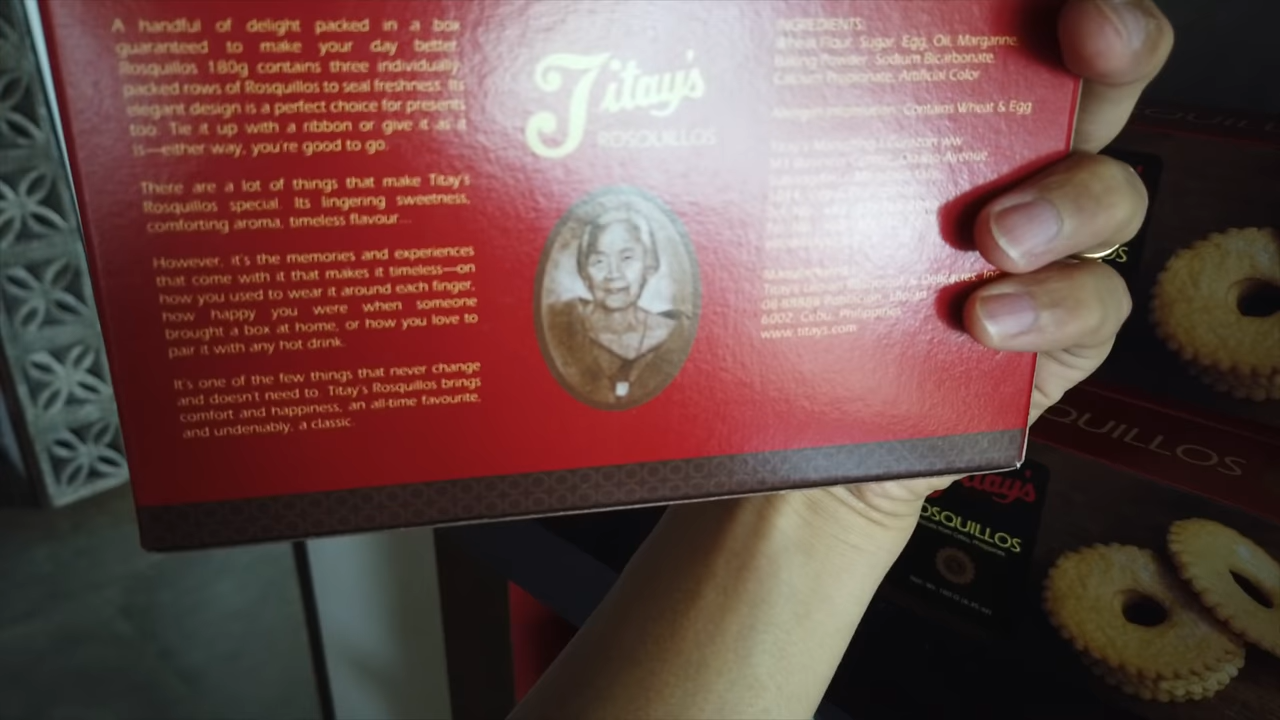 A handful of delight packed in a box
guaranteed to make your day better.
Rosquillos 180g contains three individually
packed rows of Rosquillos to seal freshness. Its
elegant design is a perfect choice for presents
too. Tie it up with a ribbon or give it as it
is—either way, you're good to go.
There are a lot of things that make Titay's
Rosquillos special. Its lingering sweetness,
comforting aroma, timeless flavour...
However, it's the memories and experiences
that come with it that makes it timeless—on
how you used to wear it around each finger,
how happy you were when someone
brought a box at home, or how you love to
pair it with any hot drink.
It's one of the few things that never change
and doesn't need to. Titay's Rosquillos brings
comfort and happiness, an all-time favourite,
and undeniably, a classic.
Titay's
ROSQUILLOS
INGREDIENTS:
Wheat Flour, Sugar, Egg, Oil, Margarine,
Baking Powder, Sodium Bicarbonate,
Calcium Propionate, Artificial Color
Contains Wheat & Egg
Avenue,
Delicacies, Inc.
6002, Cebu, Philippines
www.titays.com
QUILLOS
Titay's
ROSQUILLOS